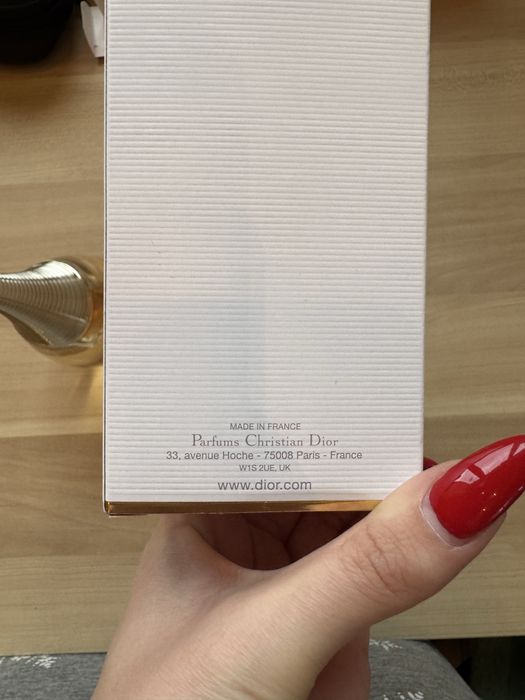 MADE IN FRANCE
Parfums Christian Dior
33, avenue Hoche - 75008 Paris - France
W1S 2UE, UK
www.dior.com